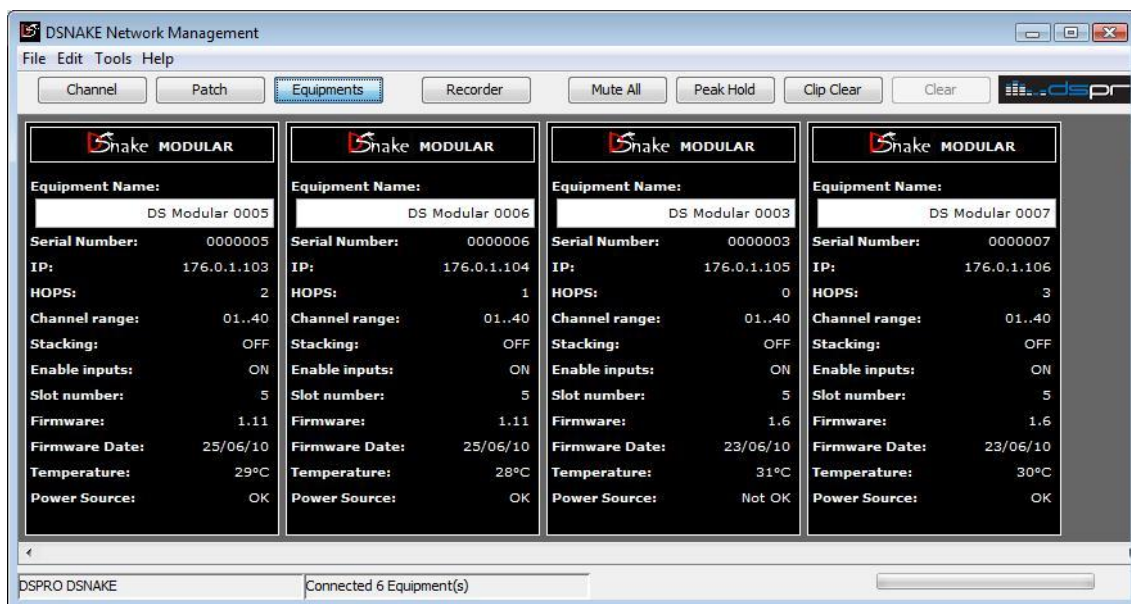 DSNAKE Network Management
File Edit Tools Help
Channel Patch Equipments Recorder Mute All Peak Hold Clip Clear Clear dspr
DSnake MODULAR
Equipment Name:
DS Modular 0005
Serial Number: 0000005
IP: 176.0.1.103
HOPS: 2
Channel range: 01..40
Stacking: OFF
Enable inputs: ON
Slot number: 5
Firmware: 1.11
Firmware Date: 25/06/10
Temperature: 29ºC
Power Source: OK
DSnake MODULAR
Equipment Name:
DS Modular 0006
Serial Number: 0000006
IP: 176.0.1.104
HOPS: 1
Channel range: 01..40
Stacking: OFF
Enable inputs: ON
Slot number: 5
Firmware: 1.11
Firmware Date: 25/06/10
Temperature: 28ºC
Power Source: OK
DSnake MODULAR
Equipment Name:
DS Modular 0003
Serial Number: 0000003
IP: 176.0.1.105
HOPS: 0
Channel range: 01..40
Stacking: OFF
Enable inputs: ON
Slot number: 5
Firmware: 1.6
Firmware Date: 23/06/10
Temperature: 31ºC
Power Source: Not OK
DSnake MODULAR
Equipment Name:
DS Modular 0007
Serial Number: 0000007
IP: 176.0.1.106
HOPS: 3
Channel range: 01..40
Stacking: OFF
Enable inputs: ON
Slot number: 5
Firmware: 1.6
Firmware Date: 23/06/10
Temperature: 30ºC
Power Source: OK
DSPRO DSNAKE Connected 6 Equipment(s)